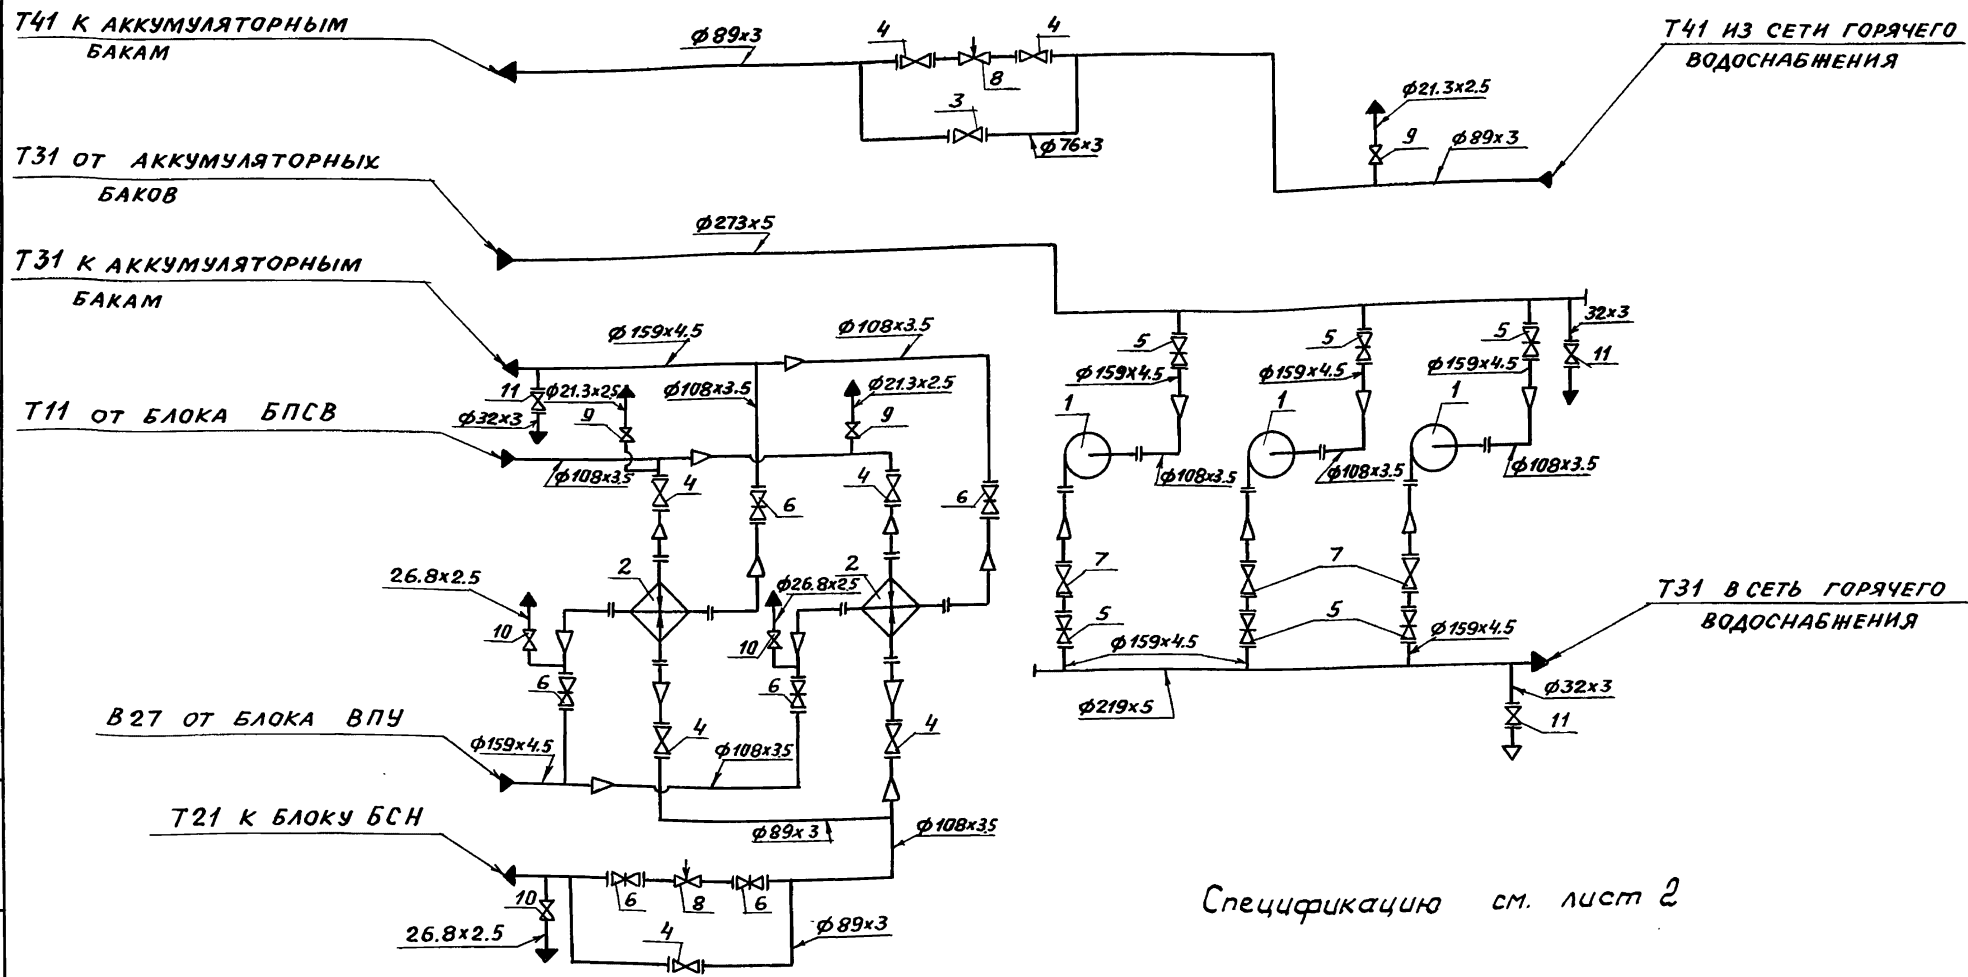 Т41 К АККУМУЛЯТОРНЫМ
БАКАМ
Ф89х3
4
4
8
3
Ф76х3
Т41 ИЗ СЕТИ ГОРЯЧЕГО
ВОДОСНАБЖЕНИЯ
Ф21.3х2.5
9
Ф89х3
Т31 ОТ АККУМУЛЯТОРНЫХ
БАКОВ
Ф273х5
Т31 К АККУМУЛЯТОРНЫМ
БАКАМ
Ф159х4.5
Ф108х3.5
5
5
5
32х3
11
Ф159х4.5
Ф159х4.5
Ф159х4.5
11
Ф21.3х2.5
Ф108х3.5
Ф21.3х2.5
Т11 ОТ БЛОКА БПСВ
Ф32х3
9
9
1
1
1
Ф108х3.5
4
6
4
6
Ф108х3.5
Ф108х3.5
Ф108х3.5
26.8х2.5
2
Ф26.8х2.5
2
7
7
10
10
5
5
Ф159х4.5
Ф159х4.5
Т31 В СЕТЬ ГОРЯЧЕГО
ВОДОСНАБЖЕНИЯ
6
6
Ф219х5
Ф32х3
11
В27 ОТ БЛОКА ВПУ
Ф159х4.5
4
Ф108х3.5
4
Т21 К БЛОКУ БСН
Ф89х3
Ф108х3.5
10
6
8
6
26.8х2.5
4
Ф89х3
Спецификацию см. лист 2